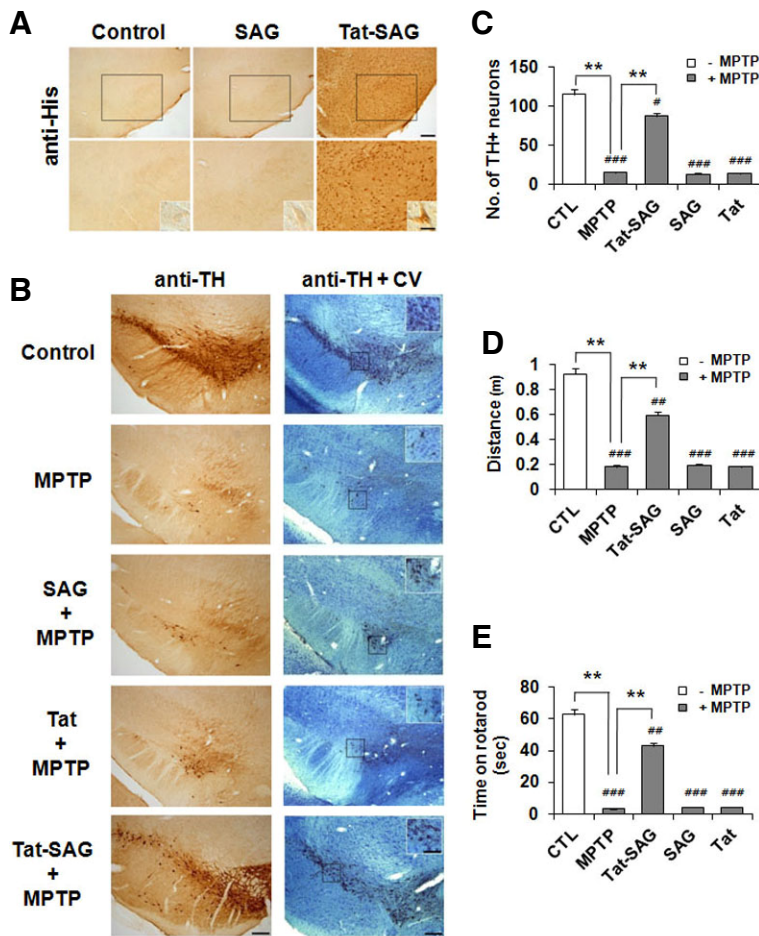 A
Control SAG Tat-SAG
anti-His
B
anti-TH anti-TH + CV
Control
MPTP
SAG
+
MPTP
Tat
+
MPTP
Tat-SAG
+
MPTP
C
- MPTP
+ MPTP
No. of TH+ neurons
150
100
50
0
** **
### # ### ###
CTL MPTP Tat-SAG SAG Tat
D
- MPTP
+ MPTP
Distance (m)
1
0.8
0.6
0.4
0.2
0
** **
### ## ### ###
CTL MPTP Tat-SAG SAG Tat
E
- MPTP
+ MPTP
Time on rotarod
(sec)
80
60
40
20
0
** **
### ## ### ###
CTL MPTP Tat-SAG SAG Tat